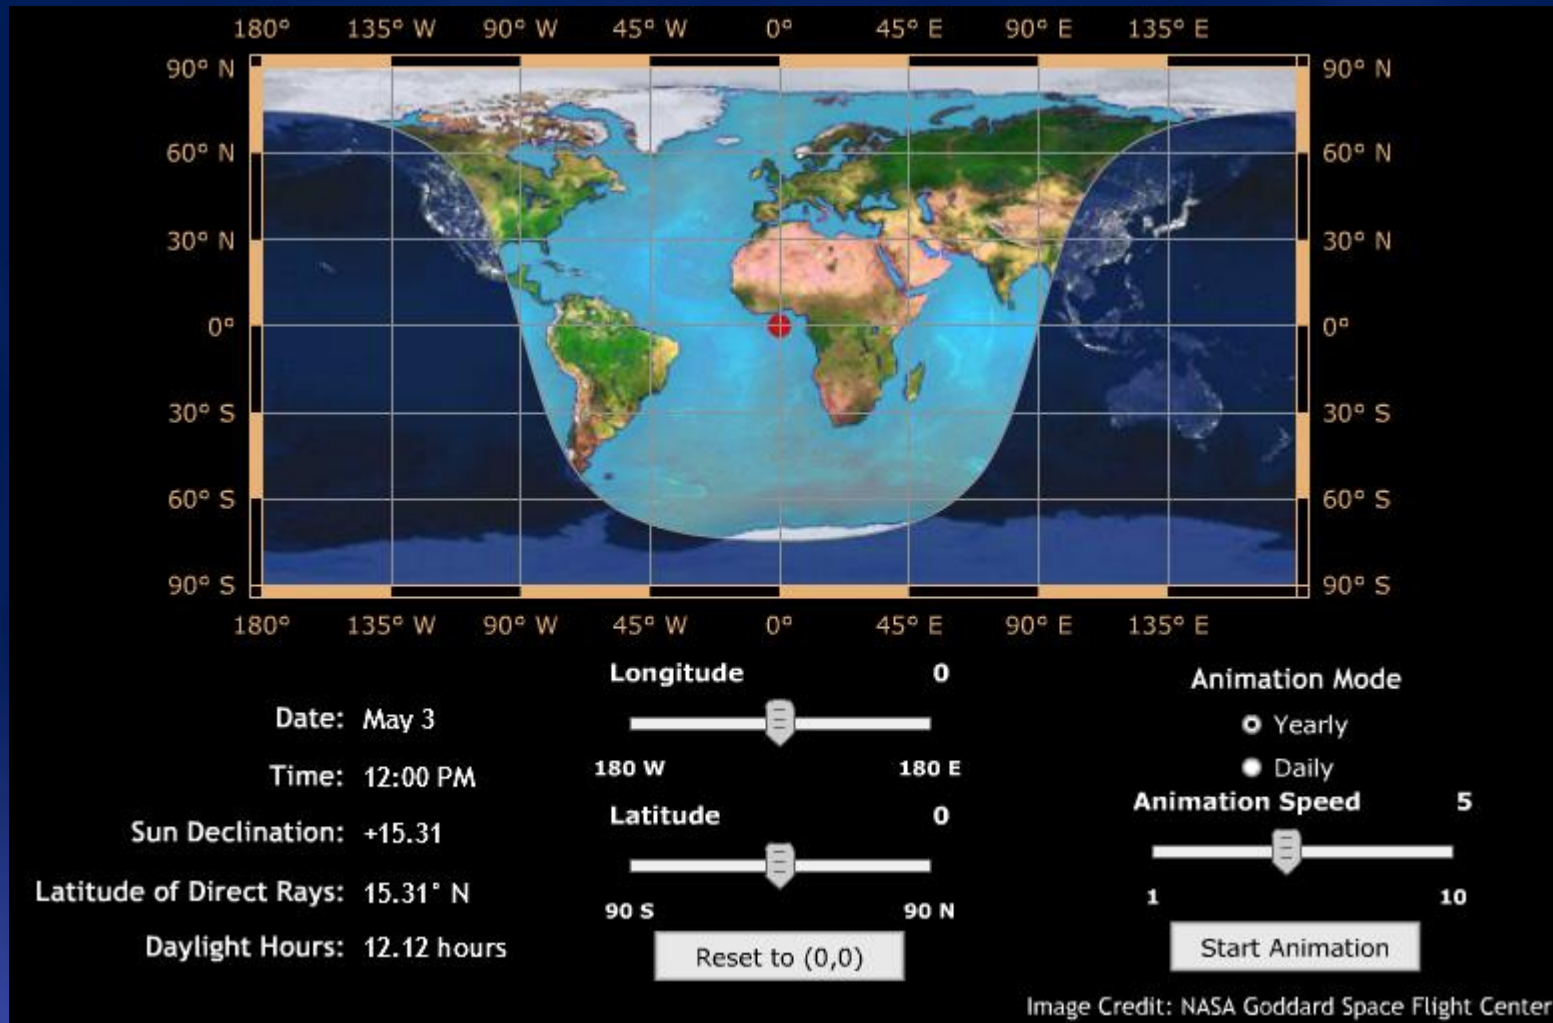 180° 135° W 90° W 45° W 0° 45° E 90° E 135° E
90° N 90° N
60° N 60° N
30° N 30° N
0° 0°
30° S 30° S
60° S 60° S
90° S 90° S
180° 135° W 90° W 45° W 0° 45° E 90° E 135° E
Date: May 3
Time: 12:00 PM
Sun Declination: +15.31
Latitude of Direct Rays: 15.31° N
Daylight Hours: 12.12 hours
Longitude 0
180 W 180 E
Latitude 0
90 S 90 N
Reset to (0,0)
Animation Mode
Yearly
Daily
Animation Speed 5
1 10
Start Animation
Image Credit: NASA Goddard Space Flight Center